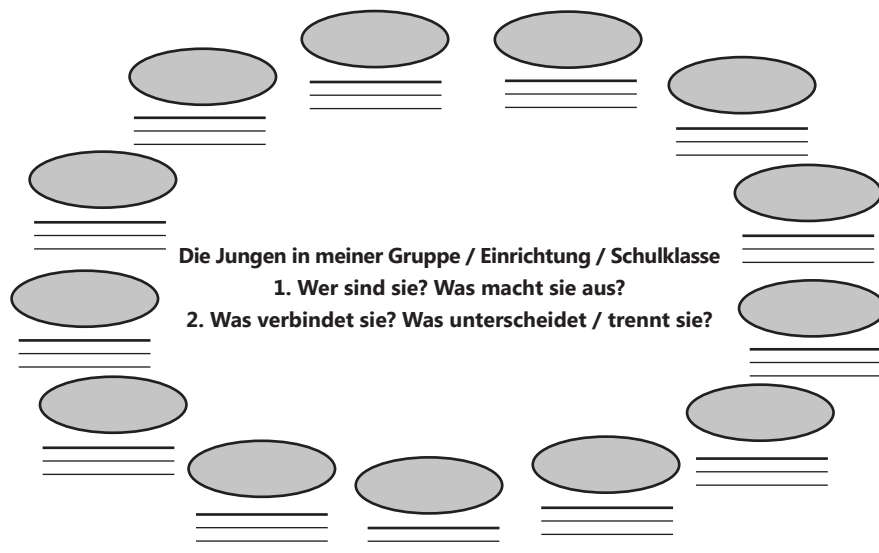 Die Jungen in meiner Gruppe / Einrichtung / Schulklasse
1. Wer sind sie? Was macht sie aus?
2. Was verbindet sie? Was unterscheidet / trennt sie?